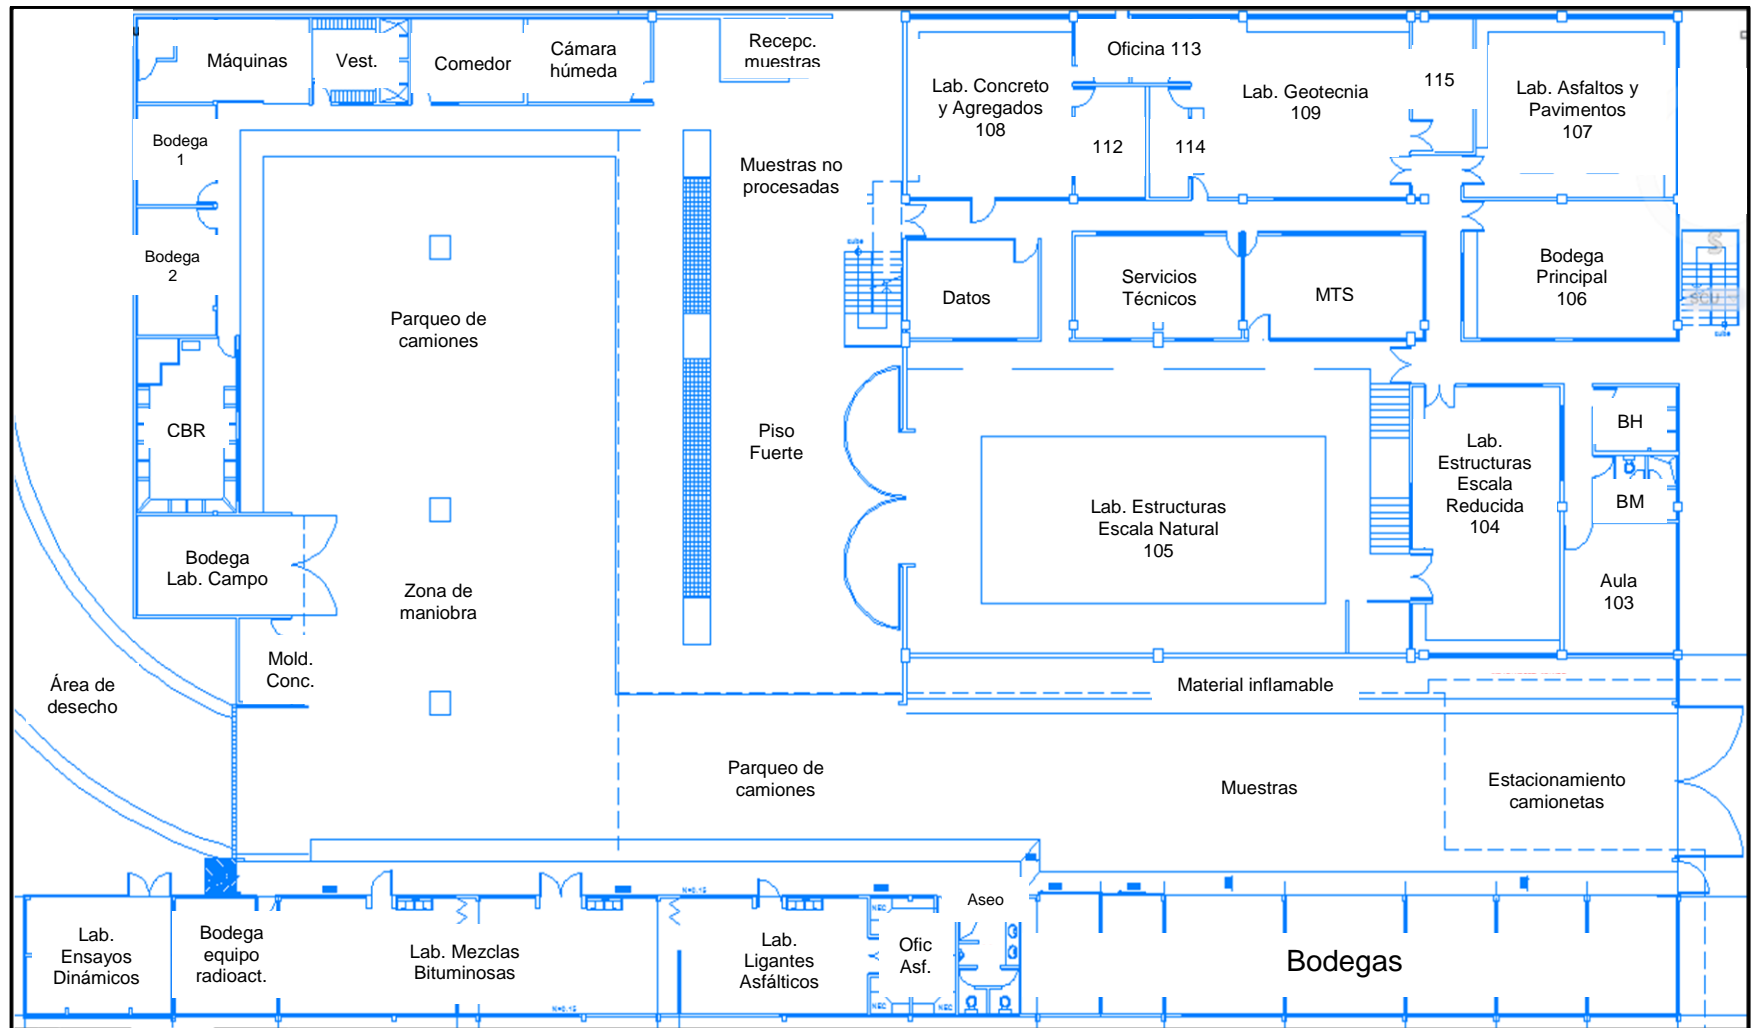 Máquinas
Vest.
Comedor
Cámara
húmeda
Recepc.
muestras
Oficina 113
Lab. Concreto
y Agregados
108
112
114
Lab. Geotecnia
109
115
Lab. Asfaltos y
Pavimentos
107
Bodega
1
Muestras no
procesadas
Bodega
2
Datos
Servicios
Técnicos
MTS
Bodega
Principal
106
Parqueo de
camiones
CBR
Piso
Fuerte
Lab. Estructuras
Escala Natural
105
Lab.
Estructuras
Escala
Reducida
104
BH
BM
Bodega
Lab. Campo
Zona de
maniobra
Aula
103
Mold.
Conc.
Área de
desecho
Material inflamable
Parqueo de
camiones
Muestras
Estacionamiento
camionetas
Lab.
Ensayos
Dinámicos
Bodega
equipo
radioact.
Lab. Mezclas
Bituminosas
Lab.
Ligantes
Asfálticos
Ofic
Asf.
Aseo
Bodegas